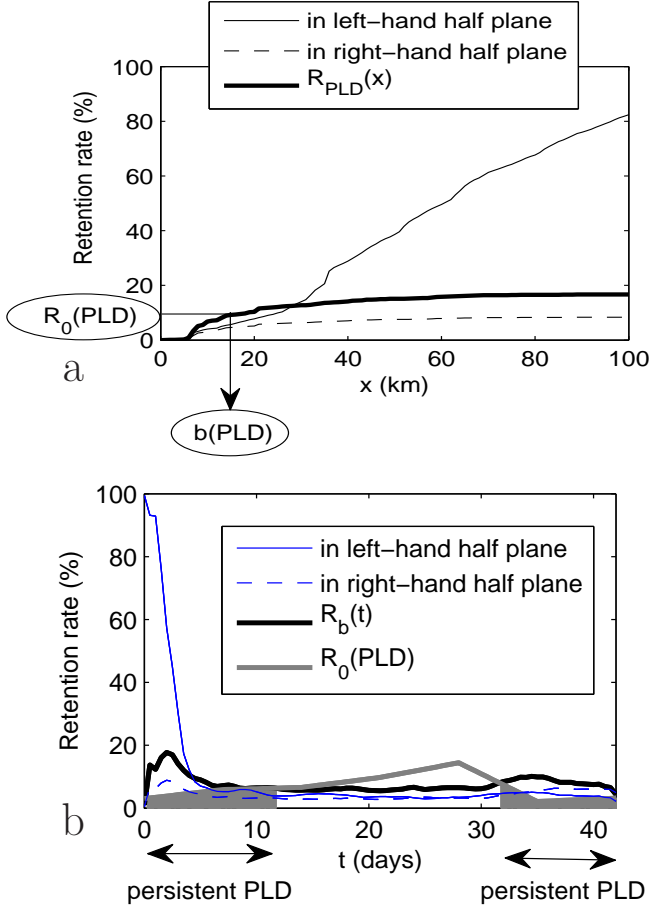 in left−hand half plane
in right−hand half plane
R_PLD(x)
100
80
60
40
20
0
Retention rate (%)
R_0(PLD)
0 20 40 60 80 100
x (km)
a
b(PLD)
100
80
60
40
20
0
Retention rate (%)
in left−hand half plane
in right−hand half plane
R_b(t)
R_0(PLD)
b
0 10 20 30 40
t (days)
persistent PLD persistent PLD